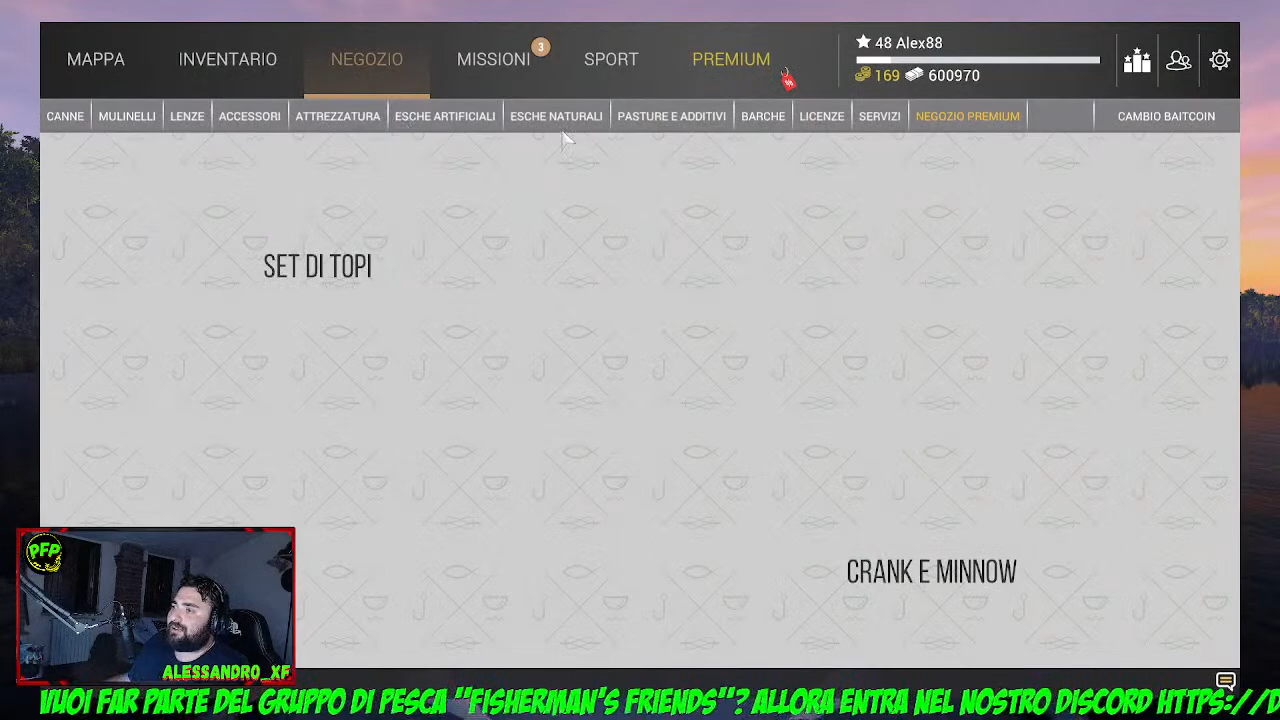 MAPPA INVENTARIO NEGOZIO MISSIONI 3 SPORT PREMIUM % 48 Alex88
169 600970
CANNE MULINELLI LENZE ACCESSORI ATTREZZATURA ESCHE ARTIFICIALI ESCHE NATURALI PASTURE E ADDITIVI BARCHE LICENZE SERVIZI NEGOZIO PREMIUM CAMBIO BAITCOIN
SET DI TOPI
CRANK E MINNOW
PFP
ALESSANDRO_XF
VUOI FAR PARTE DEL GRUPPO DI PESCA "FISHERMAN'S FRIENDS"? ALLORA ENTRA NEL NOSTRO DISCORD HTTPS://D